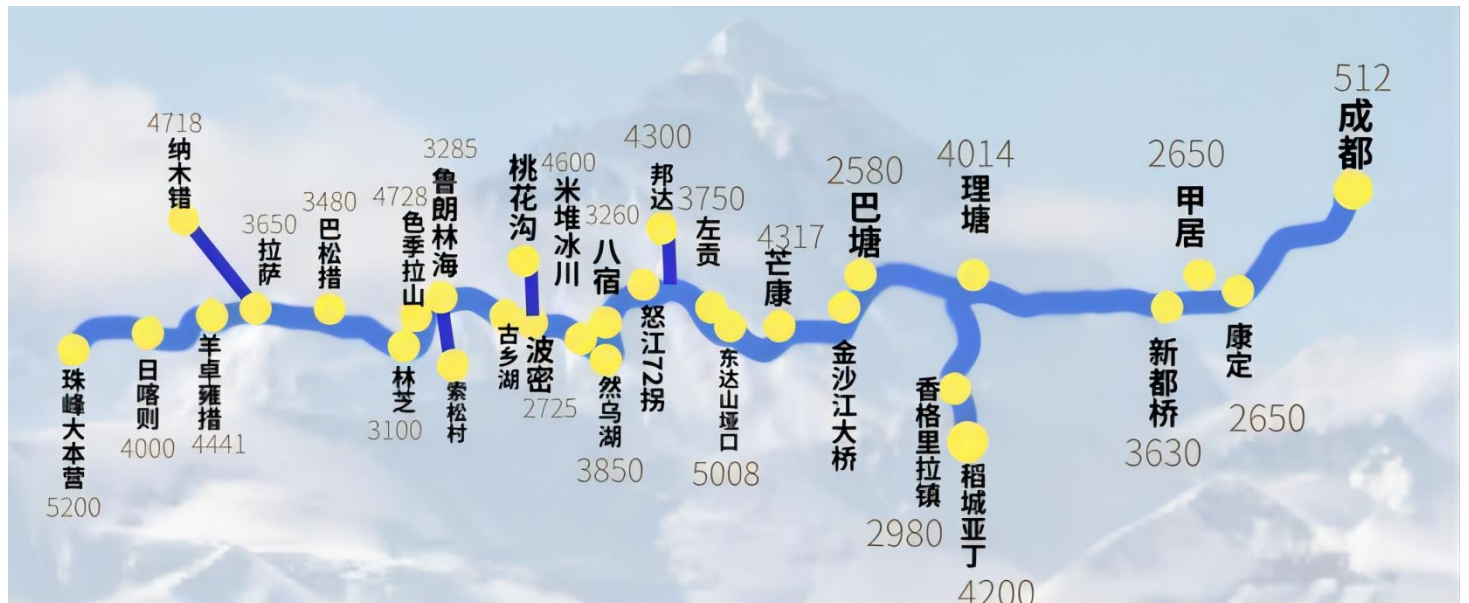 4718
纳木错
3650
拉萨
3480
巴松措
4728
色季拉山
3285
鲁朗林海
桃花沟
4600
米堆冰川
3260
八宿
4300
邦达
3750
左贡
4317
芒康
2580
巴塘
4014
理塘
2650
甲居
512
成都
珠峰大本营
5200
日喀则
4000
羊卓雍措
4441
林芝
3100
索松村
古乡湖
波密
2725
然乌湖
3850
怒江72拐
东达山垭口
5008
金沙江大桥
香格里拉镇
2980
稻城亚丁
4200
新都桥
3630
康定
2650